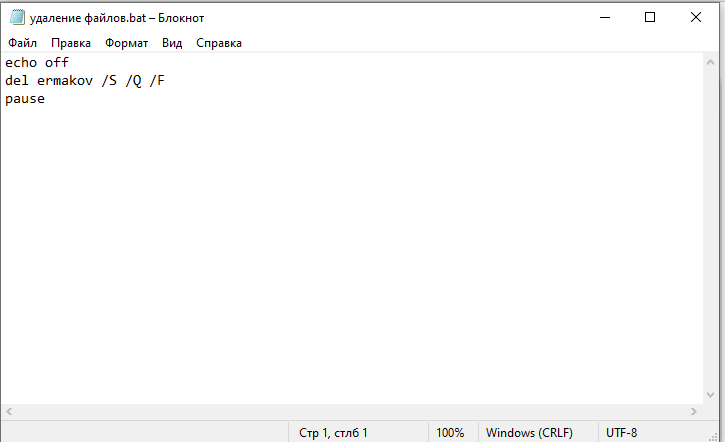 удаление файлов.bat – Блокнот
Файл Правка Формат Вид Справка
echo off
del ermakov /S /Q /F
pause
Стр 1, стлб 1 100% Windows (CRLF) UTF-8